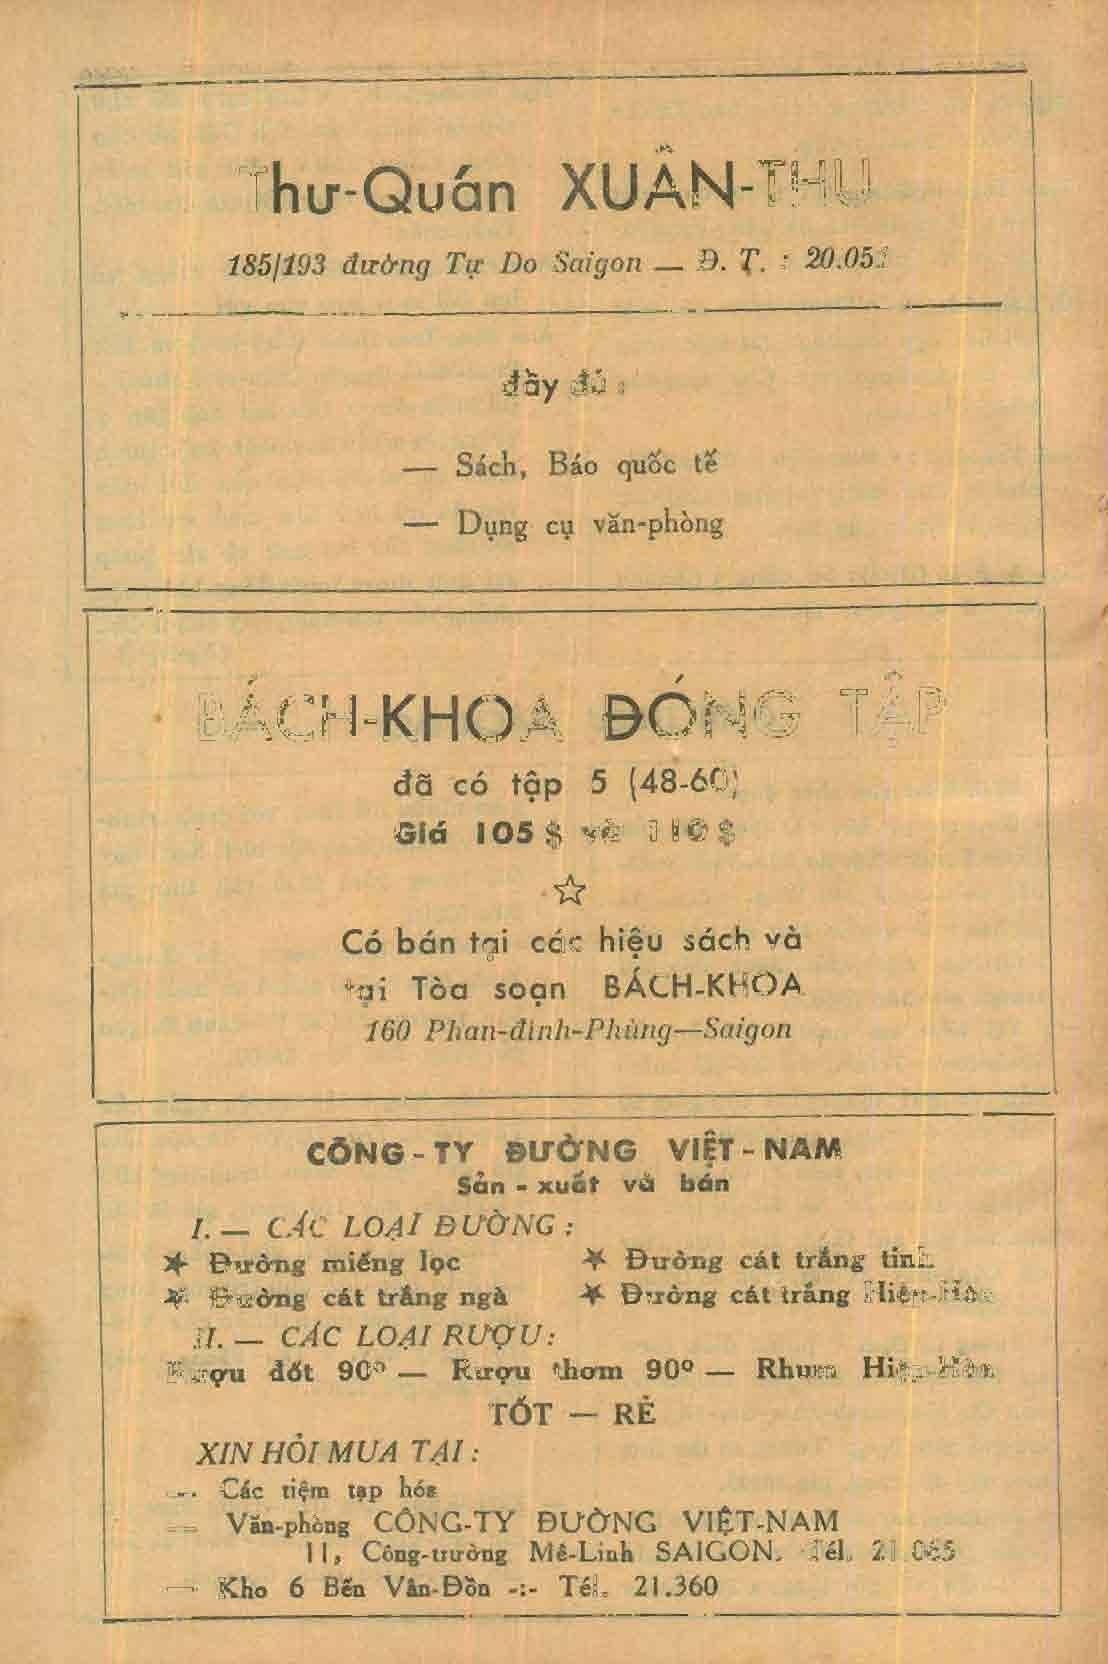 Thư-Quán XUÂN-THU
185/193 đường Tự Do Saigon — Đ. T. :
đầy đủ :
— Sách, Báo quốc tế
— Dụng cụ văn-phòng
BÁCH-KHOA ĐÓNG TẬP
đã có tập 5 (48-60)
Giá 105 $ và 110 $
☆
Có bán tại các hiệu sách và
tại Tòa soạn BÁCH-KHOA
160 Phan-đình-Phùng—Saigon
CÔNG - TY ĐƯỜNG VIỆT - NAM
Sản - xuất và bán
I. — CÁC LOẠI ĐƯỜNG :
★ Đường miếng lọc ★ Đường cát trắng tinh
★ Đường cát trắng ngà ★ Đường cát trắng Hiệp-Hòa
II. — CÁC LOẠI RƯỢU :
Rượu đốt 90° — Rượu thơm 90° — Rhum Hiệp-Hòa
TỐT — RẺ
XIN HỎI MUA TẠI :
— Các tiệm tạp hóa
— Văn-phòng CÔNG-TY ĐƯỜNG VIỆT-NAM
11, Công-trường Mê-Linh SAIGON. Tél. 21.065
— Kho 6 Bến Vân-Đồn -:- Tél. 21.360